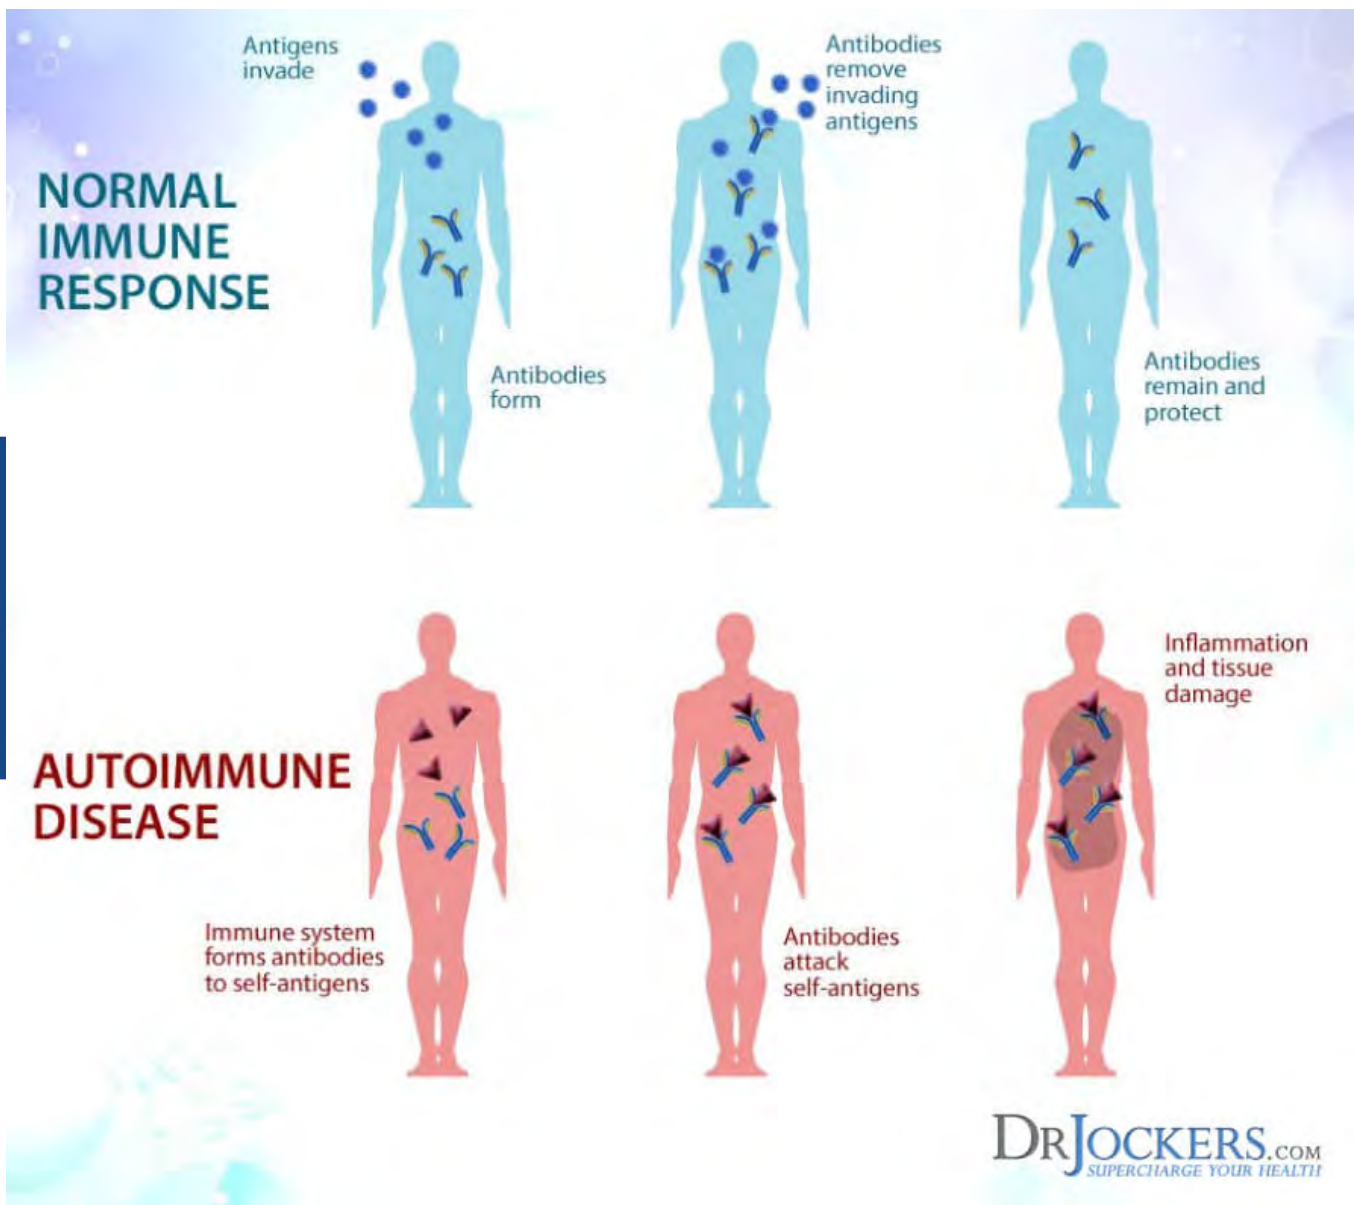 Antigens
invade
Antibodies
remove
invading
antigens
NORMAL
IMMUNE
RESPONSE
Antibodies
form
Antibodies
remain and
protect
Inflammation
and tissue
damage
AUTOIMMUNE
DISEASE
Immune system
forms antibodies
to self-antigens
Antibodies
attack
self-antigens
DRJOCKERS.COM
SUPERCHARGE YOUR HEALTH